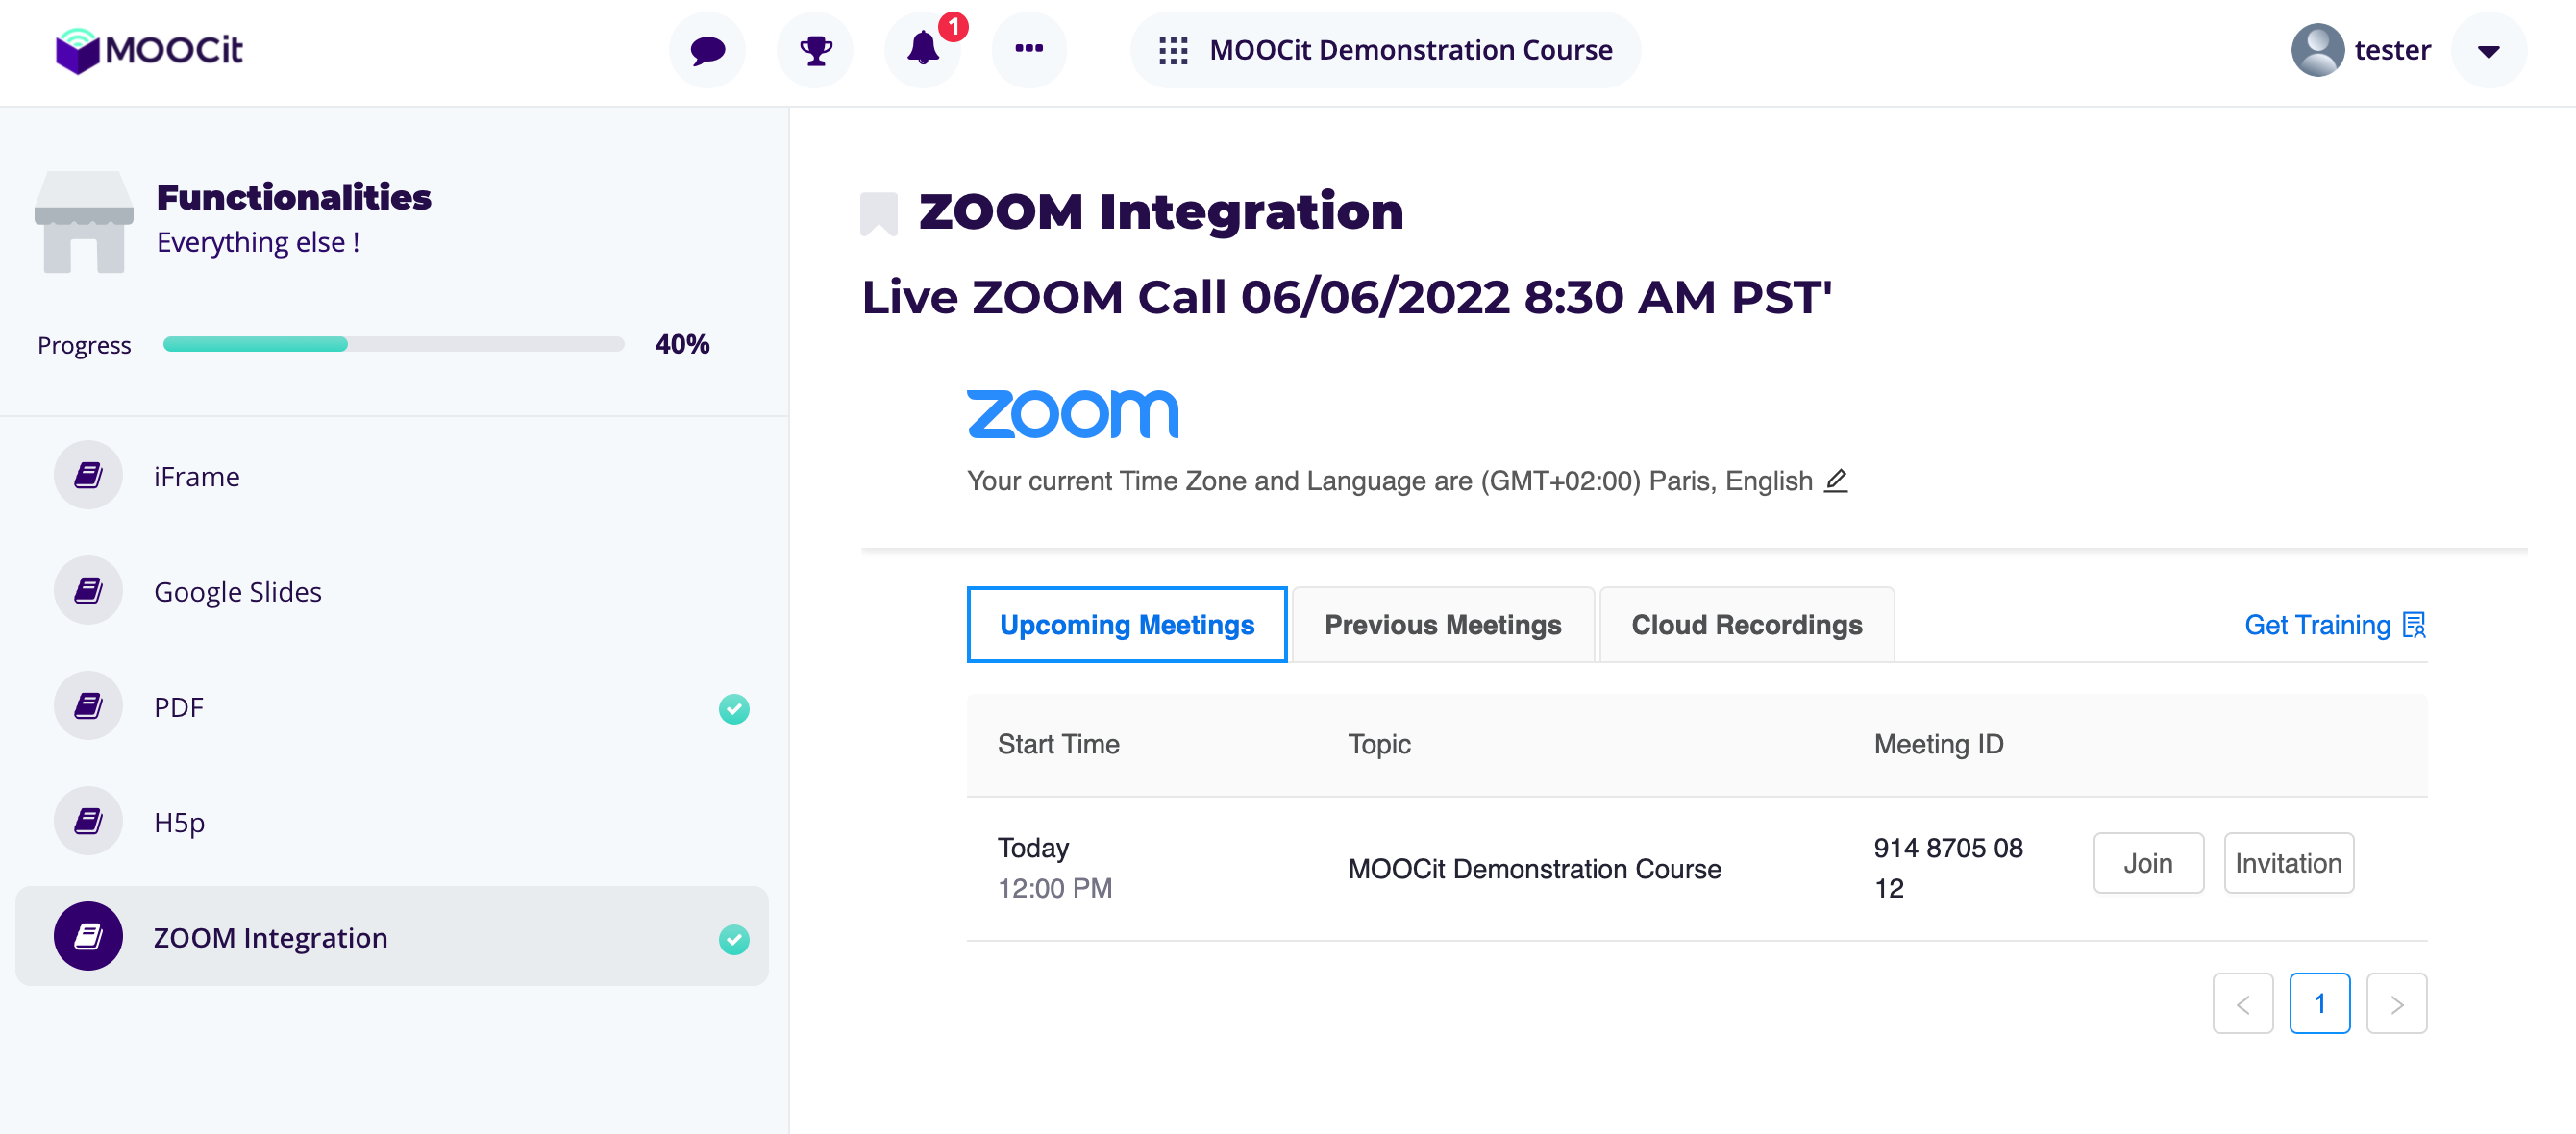 MOOCit
1
MOOCit Demonstration Course
tester
Functionalities
Everything else !
Progress 40%
iFrame
Google Slides
PDF
H5p
ZOOM Integration
ZOOM Integration
Live ZOOM Call 06/06/2022 8:30 AM PST'
zoom
Your current Time Zone and Language are (GMT+02:00) Paris, English
Upcoming Meetings Previous Meetings Cloud Recordings Get Training
Start Time Topic Meeting ID
Today
12:00 PM
MOOCit Demonstration Course
914 8705 08
12
Join Invitation
< 1 >